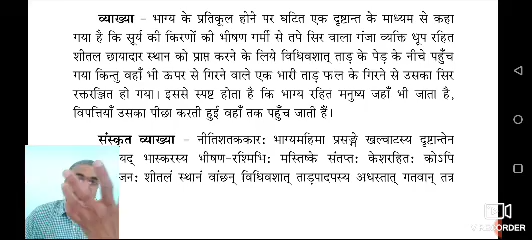 व्याख्या – भाग्य के प्रतिकूल होने पर घटित एक दृष्टान्त के माध्यम से कहा
गया है कि सूर्य की किरणों की भीषण गर्मी से तपे सिर वाला गंजा व्यक्ति धूप रहित
शीतल छायादार स्थान को प्राप्त करने के लिये विधिवशात् ताड़ के पेड़ के नीचे पहुँच
गया किन्तु वहाँ भी ऊपर से गिरने वाले एक भारी ताड़ फल के गिरने से उसका सिर
रक्तरञ्जित हो गया। इससे स्पष्ट होता है कि भाग्य रहित मनुष्य जहाँ भी जाता है,
विपत्तियाँ उसका पीछा करती हुई वहाँ तक पहुँच जाती हैं।
संस्कृत व्याख्या – नीतिशतककारः भाग्यमहिमा प्रसङ्गे खल्वाटस्य दृष्टान्तेन
यद् भास्करस्य भीषण-रश्मिभिः मस्तिष्के संतप्तः केशरहितः कोऽपि
जनः शीतलं स्थानं वांछन् विधिवशात् ताड़पादपस्य अधस्तात् गतवान् तत्र
RECORDER